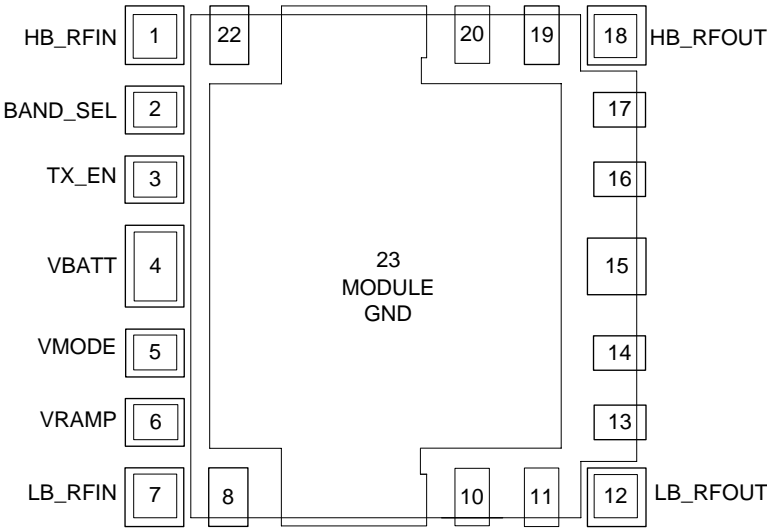 HB_RFIN 1 22 20 19 18 HB_RFOUT
BAND_SEL 2 17
TX_EN 3 16
VBATT 4 23 15
MODULE
GND
VMODE 5 14
VRAMP 6 13
LB_RFIN 7 8 10 11 12 LB_RFOUT